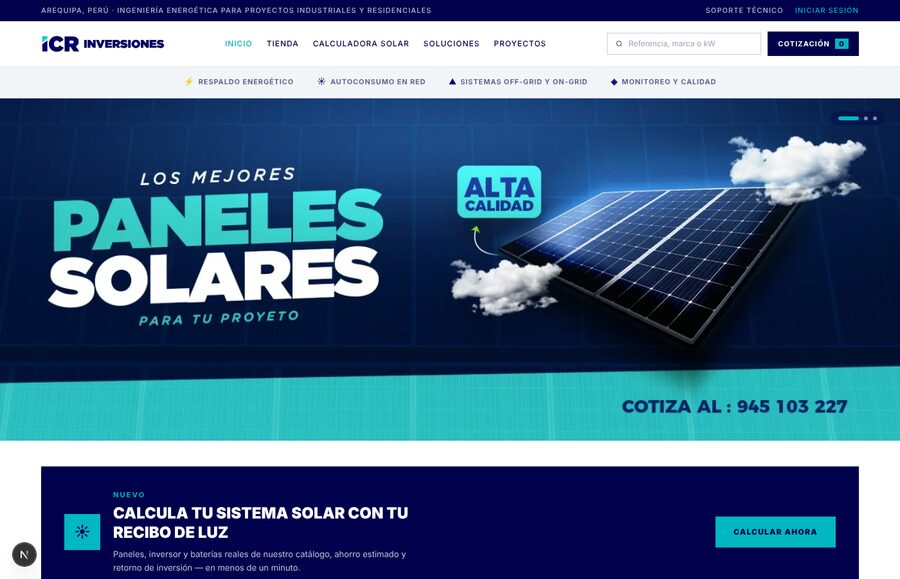 AREQUIPA, PERÚ · INGENIERÍA ENERGÉTICA PARA PROYECTOS INDUSTRIALES Y RESIDENCIALES
SOPORTE TÉCNICO INICIAR SESIÓN
iCR INVERSIONES
INICIO TIENDA CALCULADORA SOLAR SOLUCIONES PROYECTOS
Referencia, marca o kW
COTIZACIÓN 0
RESPALDO ENERGÉTICO AUTOCONSUMO EN RED SISTEMAS OFF-GRID Y ON-GRID MONITOREO Y CALIDAD
LOS MEJORES
PANELES
SOLARES
PARA TU PROYETO
ALTA
CALIDAD
COTIZA AL : 945 103 227
NUEVO
CALCULA TU SISTEMA SOLAR CON TU
RECIBO DE LUZ
Paneles, inversor y baterías reales de nuestro catálogo, ahorro estimado y
retorno de inversión — en menos de un minuto.
CALCULAR AHORA
N